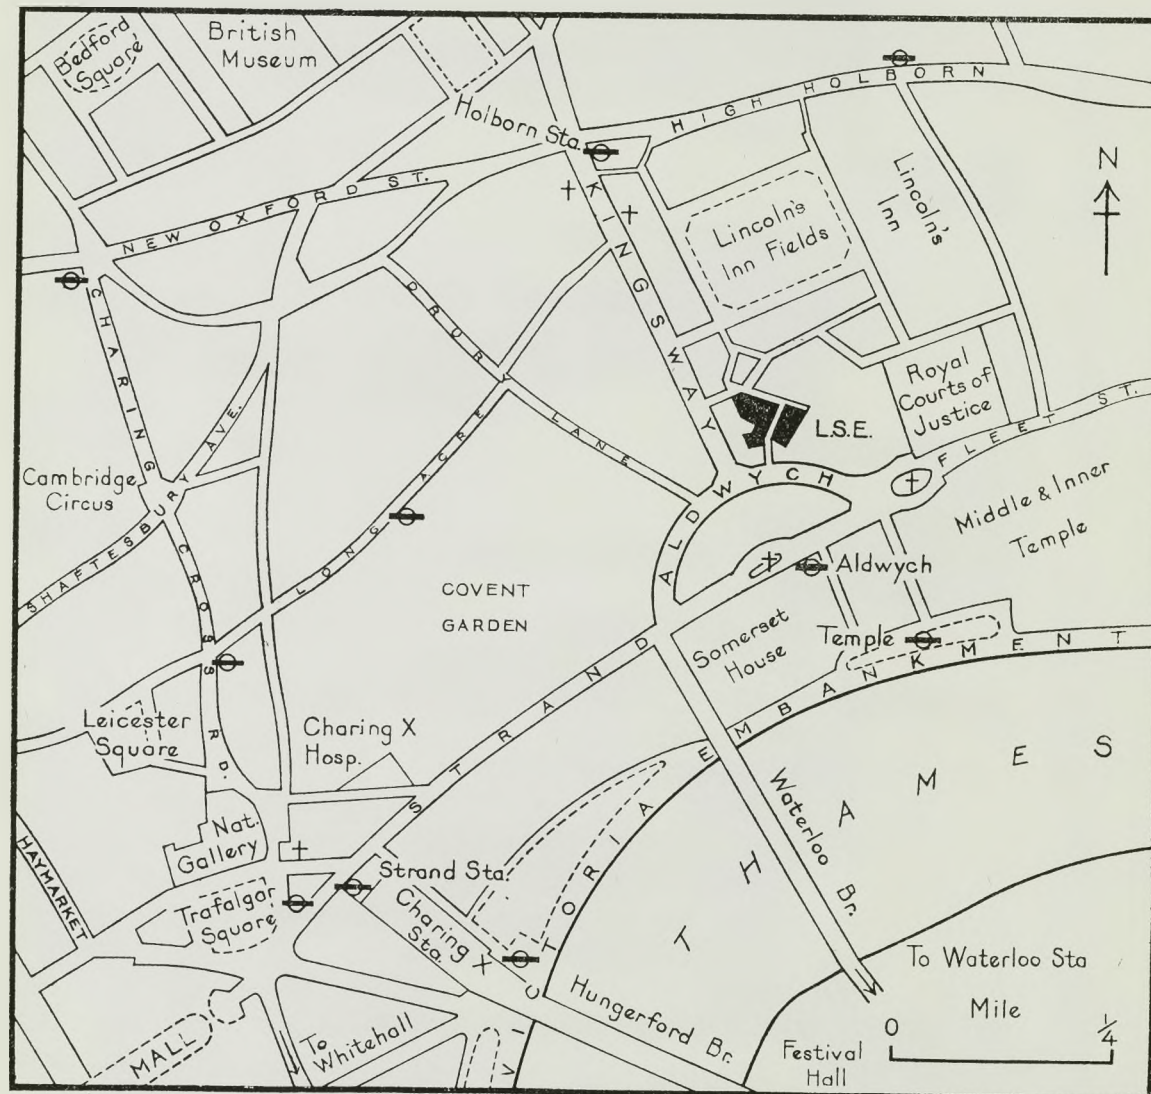 Bedford
Square
British
Museum
HIGH HOLBORN
Holborn Sta.
N
NEW OXFORD ST.
KINGSWAY
Lincoln's
Inn Fields
Lincoln's
Inn
CHARING CROSS RD.
DRURY LANE
Royal
Courts of
Justice
FLEET ST.
L.S.E.
Cambridge
Circus
SHAFTESBURY AVE.
LONG ACRE
ALDWYCH
Middle & Inner
Temple
Aldwych
COVENT
GARDEN
Somerset
House
Temple
Leicester
Square
Charing X
Hosp.
STRAND
VICTORIA EMBANKMENT
THAMES
Waterloo Br.
Nat.
Gallery
HAYMARKET
Trafalgar
Square
Strand Sta.
Charing X
Sta.
Hungerford Br.
To Waterloo Sta
Mile
0 1/4
MALL
To
Whitehall
Festival
Hall